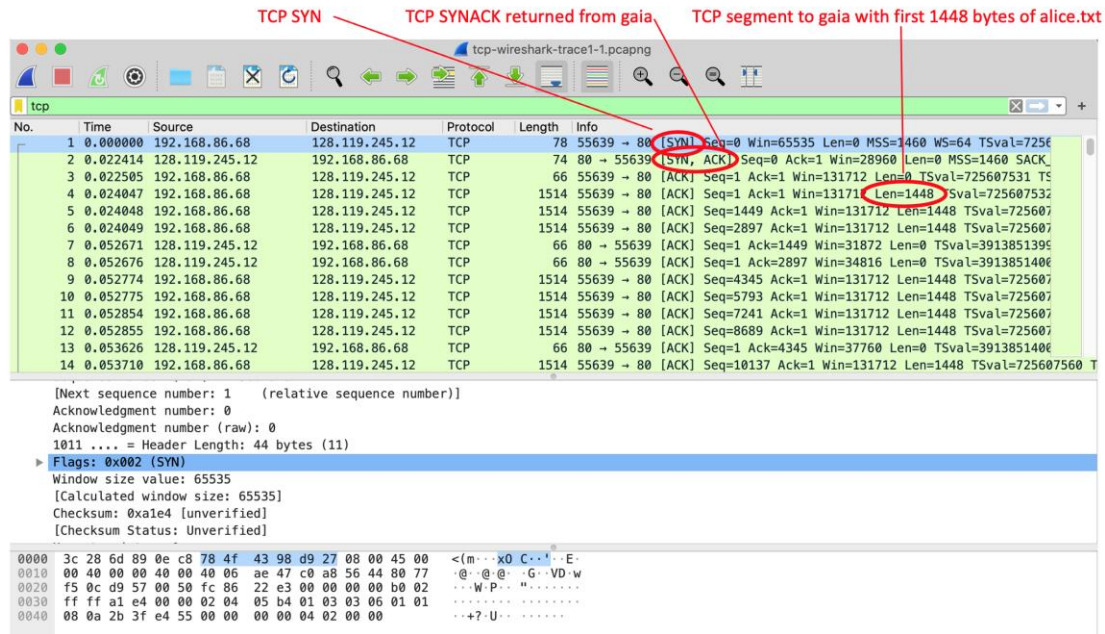 TCP SYN TCP SYNACK returned from gaia TCP segment to gaia with first 1448 bytes of alice.txt
tcp-wireshark-trace1-1.pcapng
tcp
No. Time Source Destination Protocol Length Info
1 0.000000 192.168.86.68 128.119.245.12 TCP 78 55639 → 80 [SYN] Seq=0 Win=65535 Len=0 MSS=1460 WS=64 TSval=7256
2 0.022414 128.119.245.12 192.168.86.68 TCP 74 80 → 55639 [SYN, ACK] Seq=0 Ack=1 Win=28960 Len=0 MSS=1460 SACK_
3 0.022505 192.168.86.68 128.119.245.12 TCP 66 55639 → 80 [ACK] Seq=1 Ack=1 Win=131712 Len=0 TSval=725607531 TS
4 0.024047 192.168.86.68 128.119.245.12 TCP 1514 55639 → 80 [ACK] Seq=1 Ack=1 Win=131712 Len=1448 TSval=725607532
5 0.024048 192.168.86.68 128.119.245.12 TCP 1514 55639 → 80 [ACK] Seq=1449 Ack=1 Win=131712 Len=1448 TSval=725607
6 0.024049 192.168.86.68 128.119.245.12 TCP 1514 55639 → 80 [ACK] Seq=2897 Ack=1 Win=131712 Len=1448 TSval=725607
7 0.052671 128.119.245.12 192.168.86.68 TCP 66 80 → 55639 [ACK] Seq=1 Ack=1449 Win=31872 Len=0 TSval=3913851399
8 0.052676 128.119.245.12 192.168.86.68 TCP 66 80 → 55639 [ACK] Seq=1 Ack=2897 Win=34816 Len=0 TSval=3913851400
9 0.052774 192.168.86.68 128.119.245.12 TCP 1514 55639 → 80 [ACK] Seq=4345 Ack=1 Win=131712 Len=1448 TSval=725607
10 0.052775 192.168.86.68 128.119.245.12 TCP 1514 55639 → 80 [ACK] Seq=5793 Ack=1 Win=131712 Len=1448 TSval=725607
11 0.052854 192.168.86.68 128.119.245.12 TCP 1514 55639 → 80 [ACK] Seq=7241 Ack=1 Win=131712 Len=1448 TSval=725607
12 0.052855 192.168.86.68 128.119.245.12 TCP 1514 55639 → 80 [ACK] Seq=8689 Ack=1 Win=131712 Len=1448 TSval=725607
13 0.053626 128.119.245.12 192.168.86.68 TCP 66 80 → 55639 [ACK] Seq=1 Ack=4345 Win=37760 Len=0 TSval=3913851400
14 0.053710 192.168.86.68 128.119.245.12 TCP 1514 55639 → 80 [ACK] Seq=10137 Ack=1 Win=131712 Len=1448 TSval=725607560 T
[Next sequence number: 1 (relative sequence number)]
Acknowledgment number: 0
Acknowledgment number (raw): 0
1011 .... = Header Length: 44 bytes (11)
Flags: 0x002 (SYN)
Window size value: 65535
[Calculated window size: 65535]
Checksum: 0xa1e4 [unverified]
[Checksum Status: Unverified]
0000 3c 28 6d 89 0e c8 78 4f 43 98 d9 27 08 00 45 00 <(m···xO C··'··E·
0010 00 40 00 00 40 00 40 06 ae 47 c0 a8 56 44 80 77 ·@··@·@· ·G··VD·w
0020 f5 0c d9 57 00 50 fc 86 22 e3 00 00 00 00 b0 02 ···W·P·· "·······
0030 ff ff a1 e4 00 00 02 04 05 b4 01 03 03 06 01 01 ········ ········
0040 08 0a 2b 3f e4 55 00 00 00 00 04 02 00 00 ··+?·U·· ······